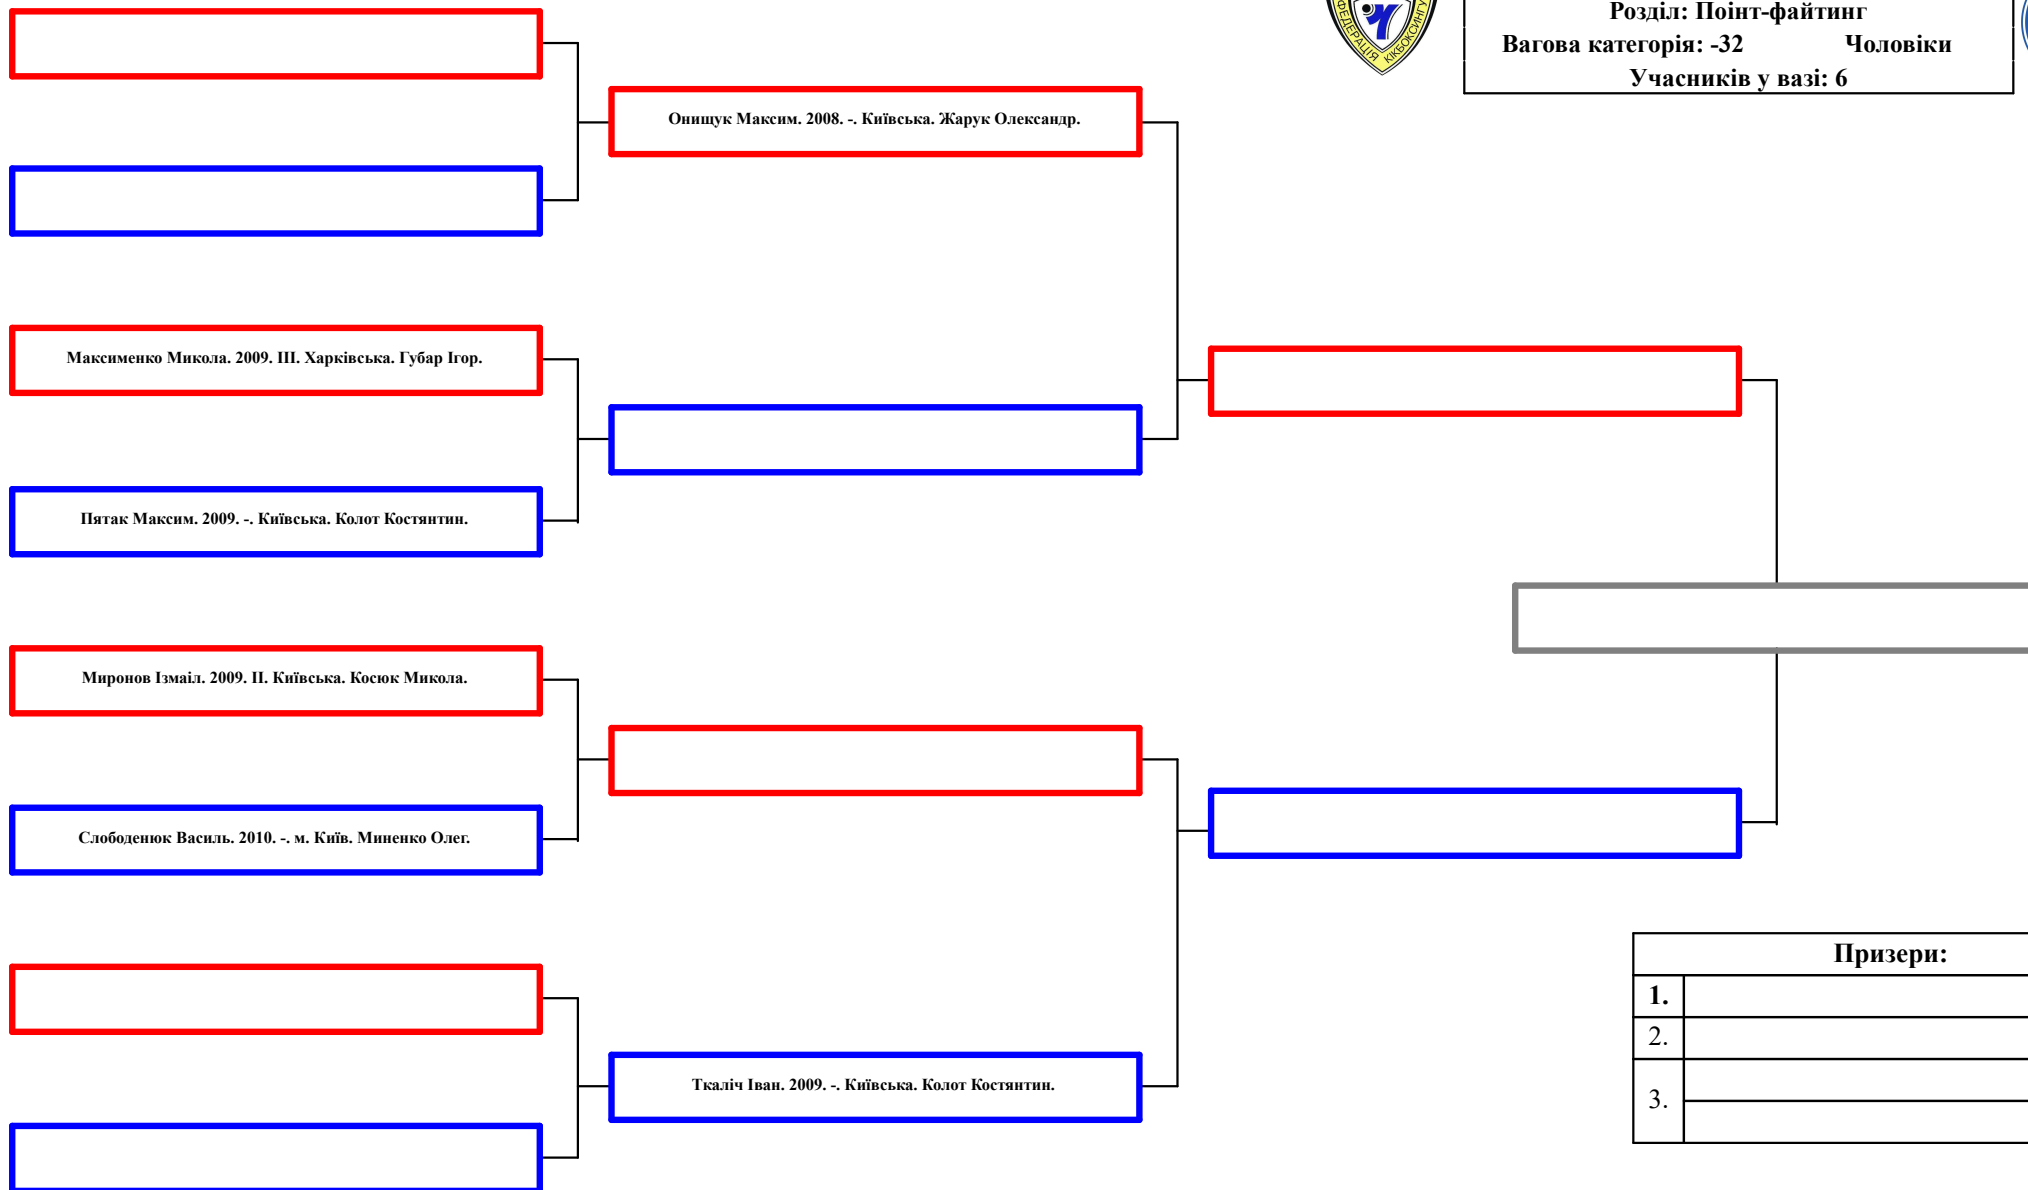 ФЕДЕРАЦІЯ КІКБОКСИНГУ
Розділ: Поінт-файтинг
Вагова категорія: -32 Чоловіки
Учасників у вазі: 6
Онищук Максим. 2008. -. Київська. Жарук Олександр.
Максименко Микола. 2009. III. Харківська. Губар Ігор.
Пятак Максим. 2009. -. Київська. Колот Костянтин.
Миронов Ізмаіл. 2009. II. Київська. Косюк Микола.
Слободенюк Василь. 2010. -. м. Київ. Миненко Олег.
Ткаліч Іван. 2009. -. Київська. Колот Костянтин.
Призери:
1.
2.
3.